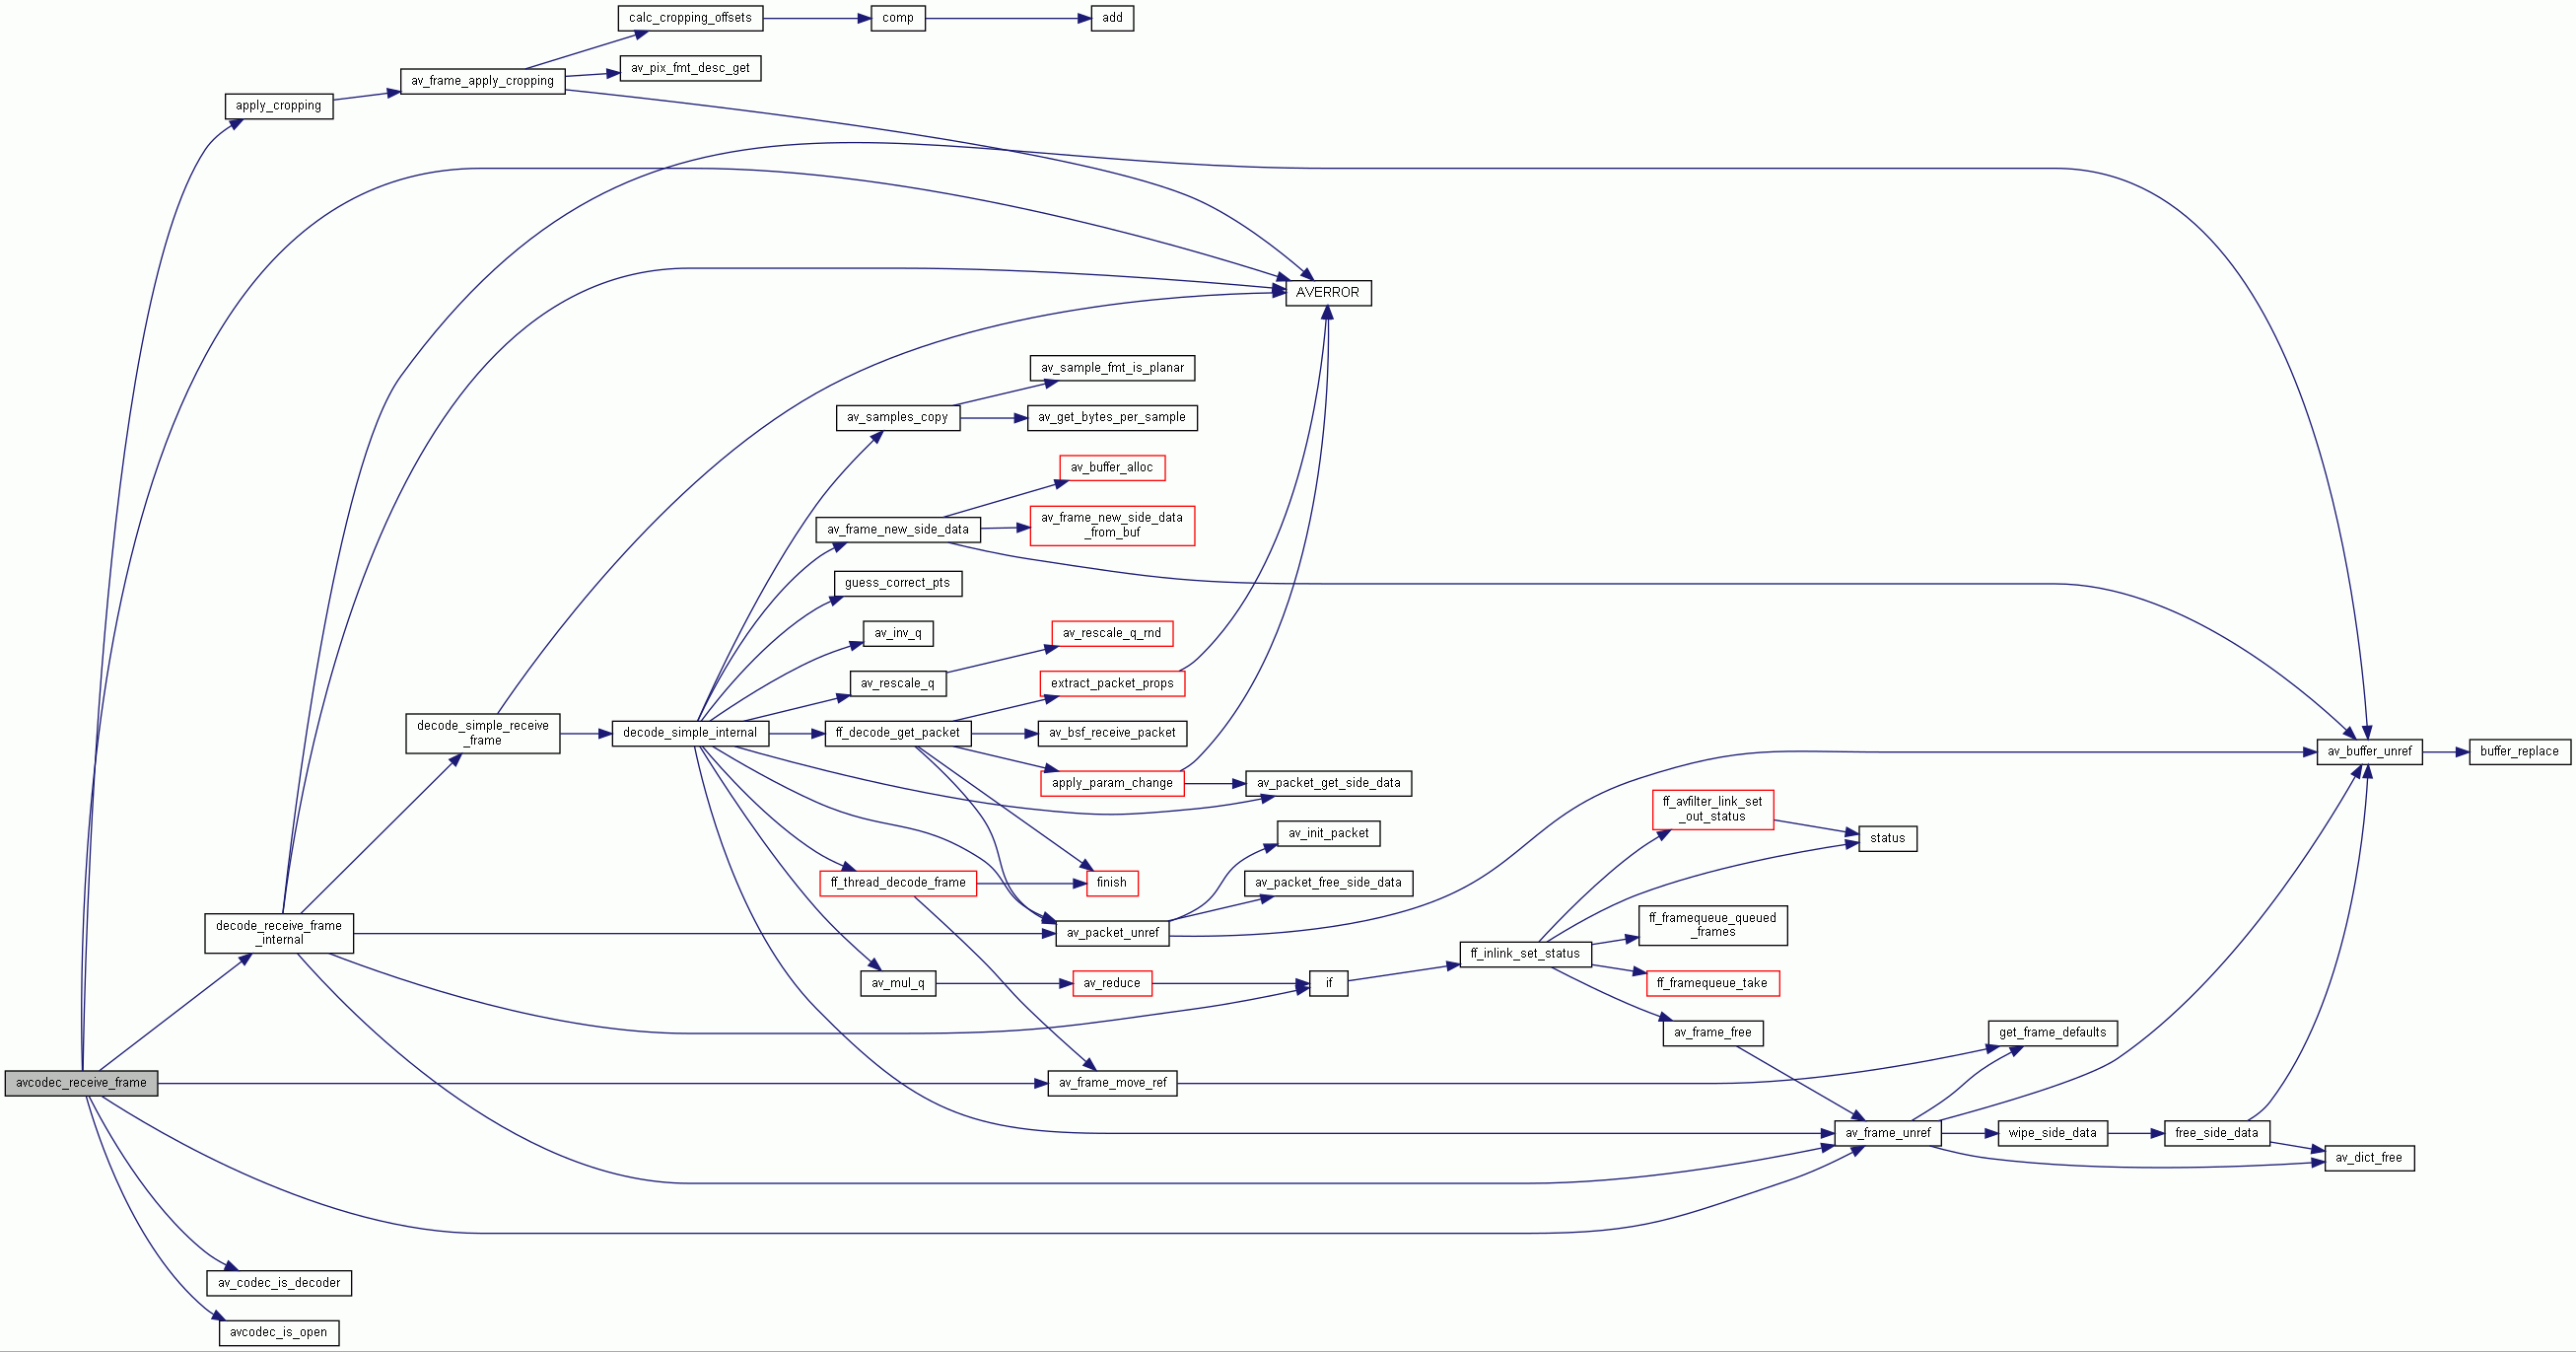 calc_cropping_offsets
comp
add
av_pix_fmt_desc_get
av_frame_apply_cropping
apply_cropping
AVERROR
av_sample_fmt_is_planar
av_samples_copy
av_get_bytes_per_sample
av_buffer_alloc
av_frame_new_side_data
av_frame_new_side_data
_from_buf
guess_correct_pts
av_inv_q
av_rescale_q_rnd
av_rescale_q
extract_packet_props
decode_simple_receive
_frame
decode_simple_internal
ff_decode_get_packet
av_bsf_receive_packet
av_buffer_unref
buffer_replace
apply_param_change
av_packet_get_side_data
ff_avfilter_link_set
_out_status
av_init_packet
status
ff_thread_decode_frame
finish
av_packet_free_side_data
decode_receive_frame
_internal
av_packet_unref
ff_framequeue_queued
_frames
ff_inlink_set_status
av_mul_q
av_reduce
if
ff_framequeue_take
av_frame_free
get_frame_defaults
avcodec_receive_frame
av_frame_move_ref
av_frame_unref
wipe_side_data
free_side_data
av_dict_free
av_codec_is_decoder
avcodec_is_open